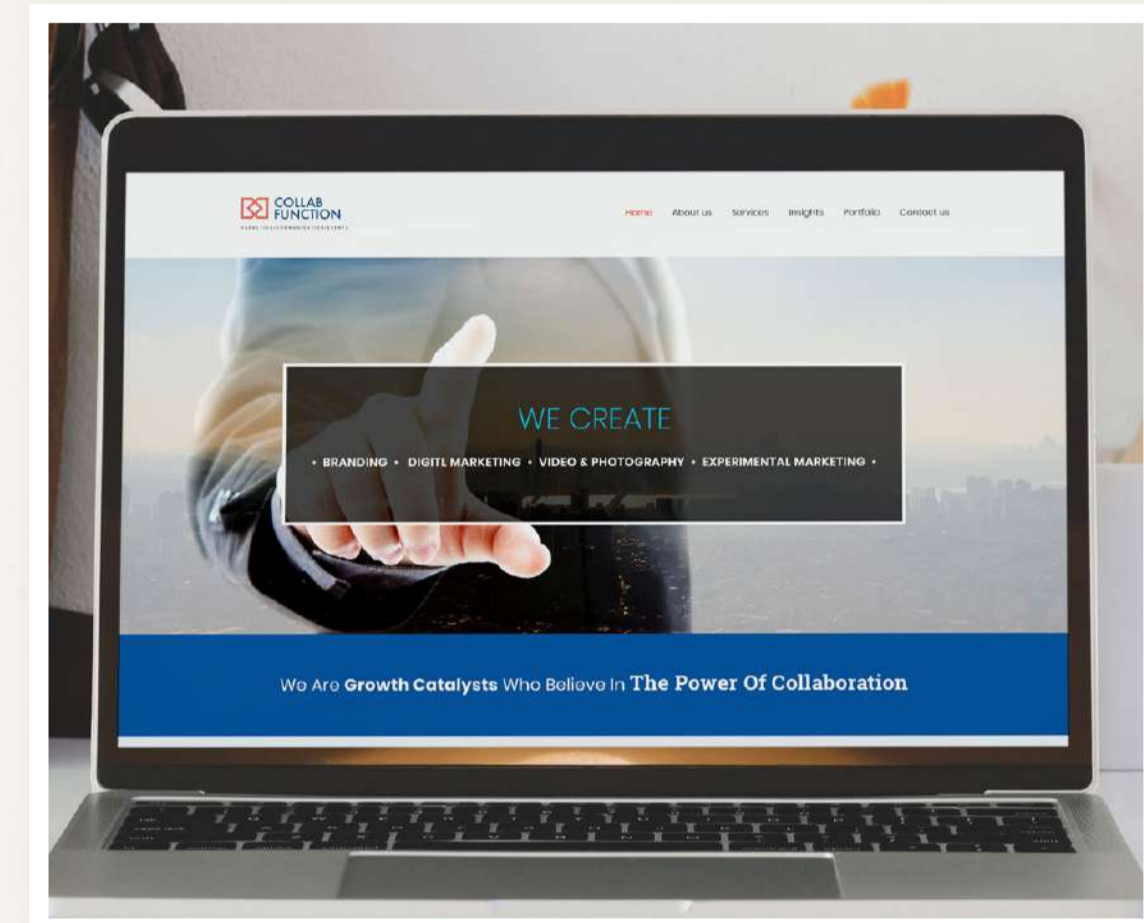 COLLAB
FUNCTION
Home About us Services Insights Portfolio Contact us
WE CREATE
• BRANDING • DIGITL MARKETING • VIDEO & PHOTOGRAPHY • EXPERIMENTAL MARKETING •
We Are Growth Catalysts Who Believe In The Power Of Collaboration